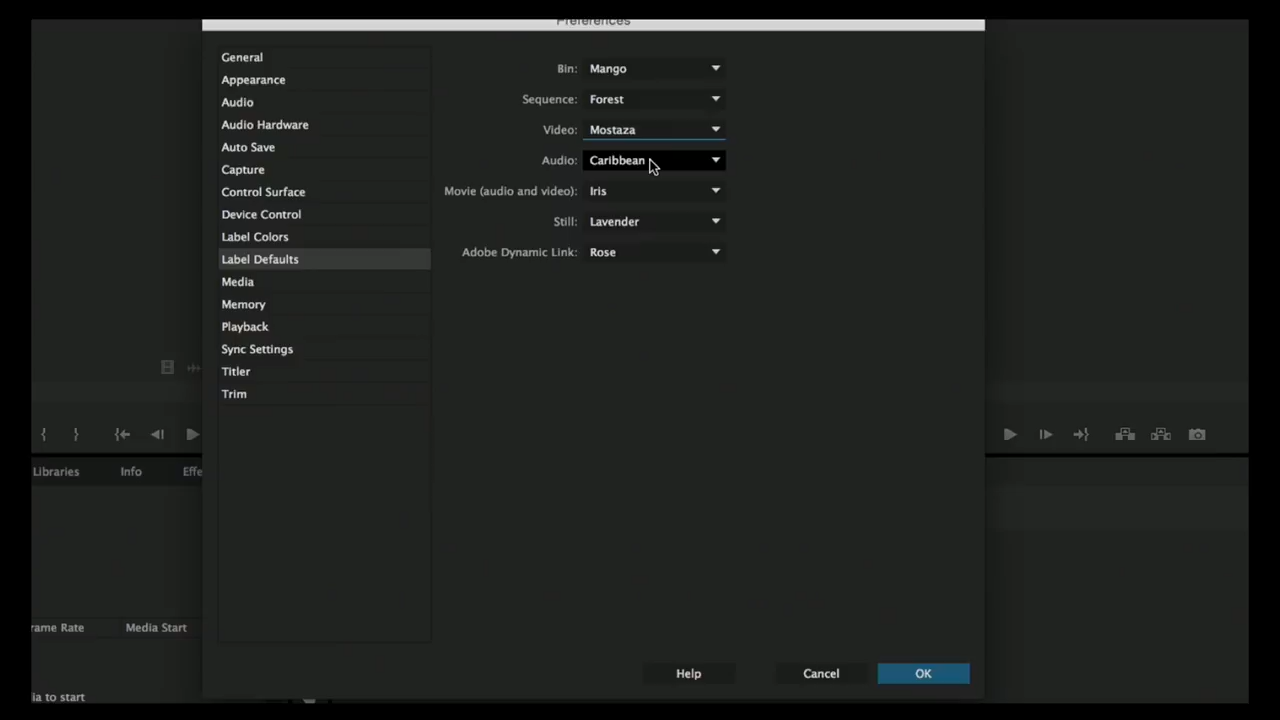 Preferences
General
Appearance
Audio
Audio Hardware
Auto Save
Capture
Control Surface
Device Control
Label Colors
Label Defaults
Media
Memory
Playback
Sync Settings
Titler
Trim
Bin: Mango
Sequence: Forest
Video: Mostaza
Audio: Caribbean
Movie (audio and video): Iris
Still: Lavender
Adobe Dynamic Link: Rose
Libraries Info Effe
rame Rate Media Start
ia to start
Help Cancel OK